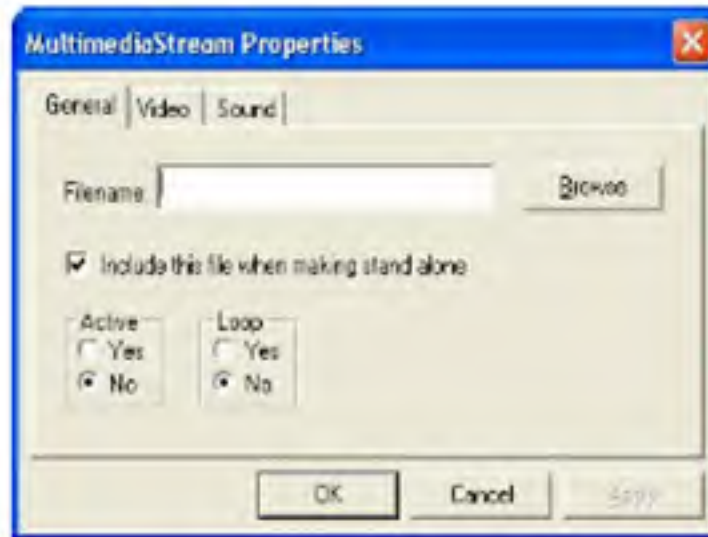 MultimediaStream Properties
General Video Sound
Filename Browse
Include this file when making stand alone
Active Loop
Yes Yes
No No
OK Cancel Apply